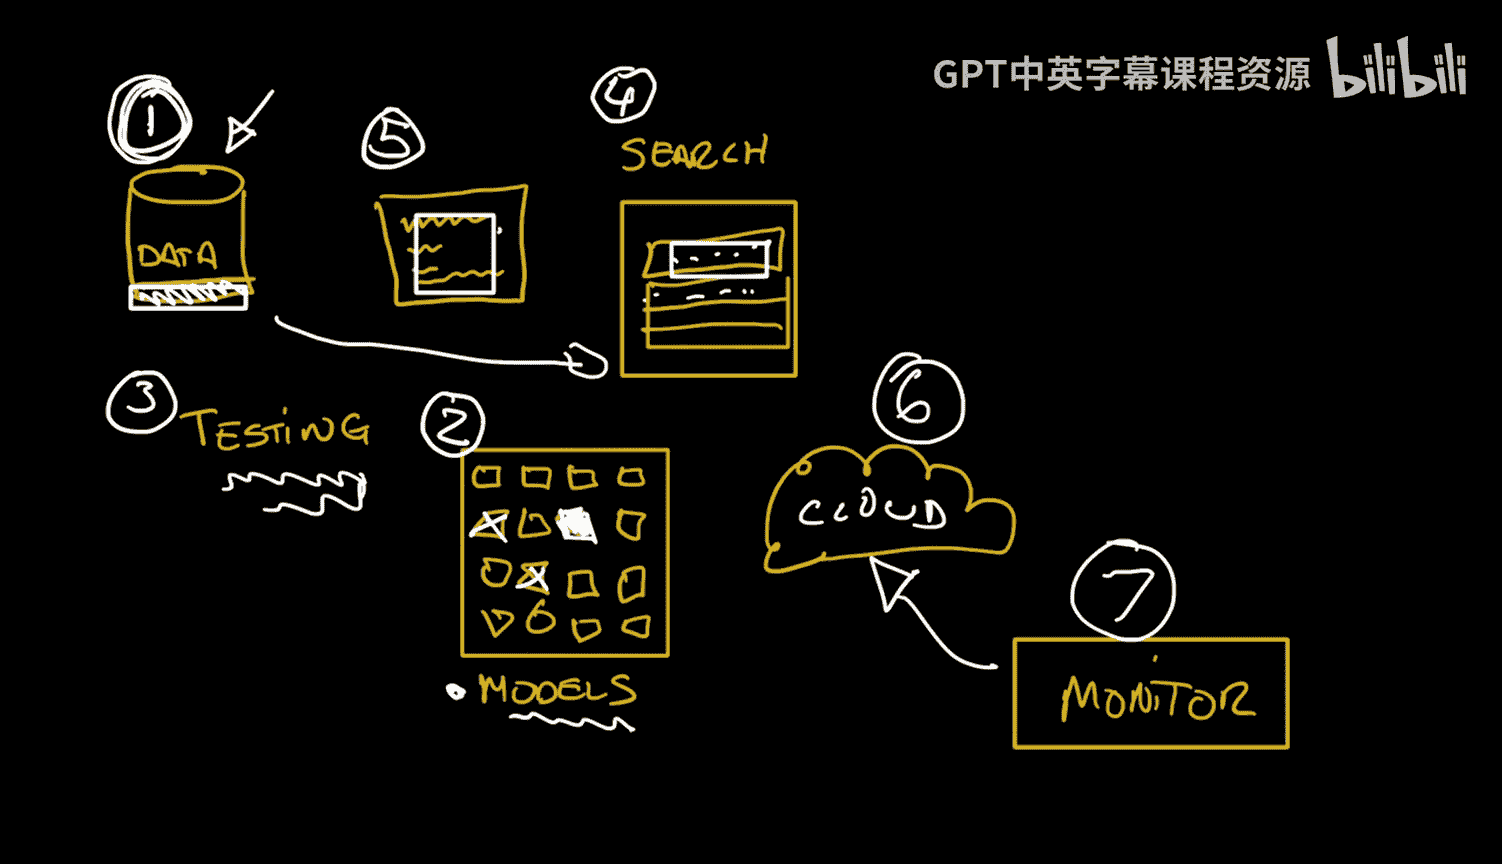 GPT中英字幕课程资源 bilibili
1
5
4
SEARCH
DATA
3
TESTING
2
6
CLOUD
7
MODELS
MONITOR